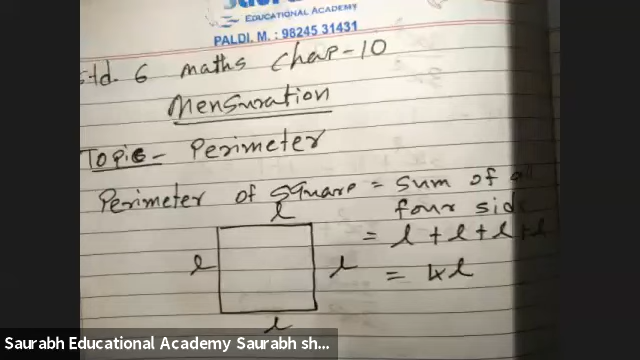 EDUCATIONAL ACADEMY
PALDI. M. : 98245 31431
Std. 6 maths Chap-10
Mensuration
Topic - Perimeter
Perimeter of square = sum of all
four side
= l + l + l + l
= 4l
l
l
l
l
Saurabh Educational Academy Saurabh sh...